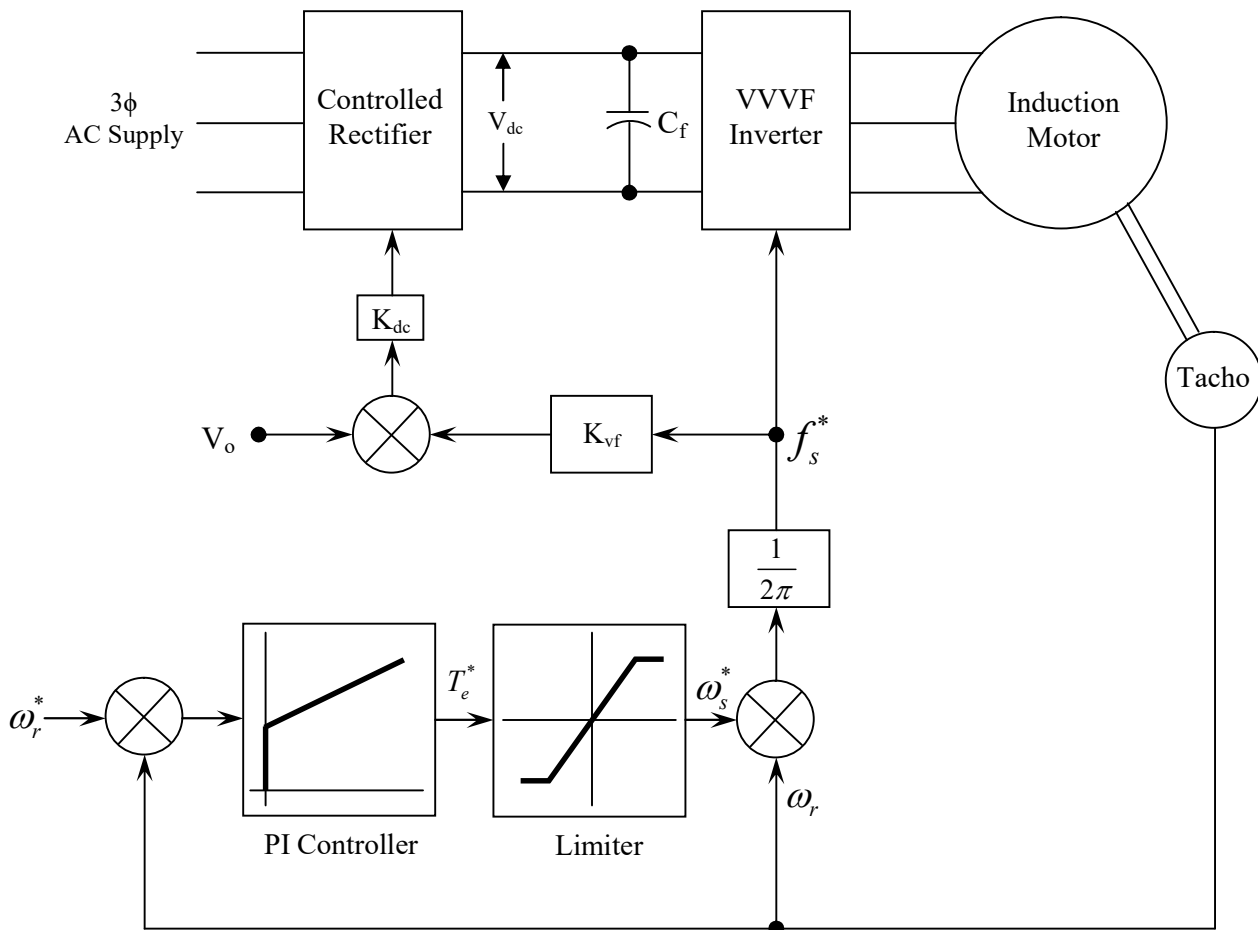 3ϕ
AC Supply
Controlled
Rectifier
V_dc
C_f
VVVF
Inverter
Induction
Motor
K_dc
Tacho
V_o
K_vf
f_s^*
1
2π
ω_r^*
T_e^*
ω_s^*
ω_r
PI Controller
Limiter